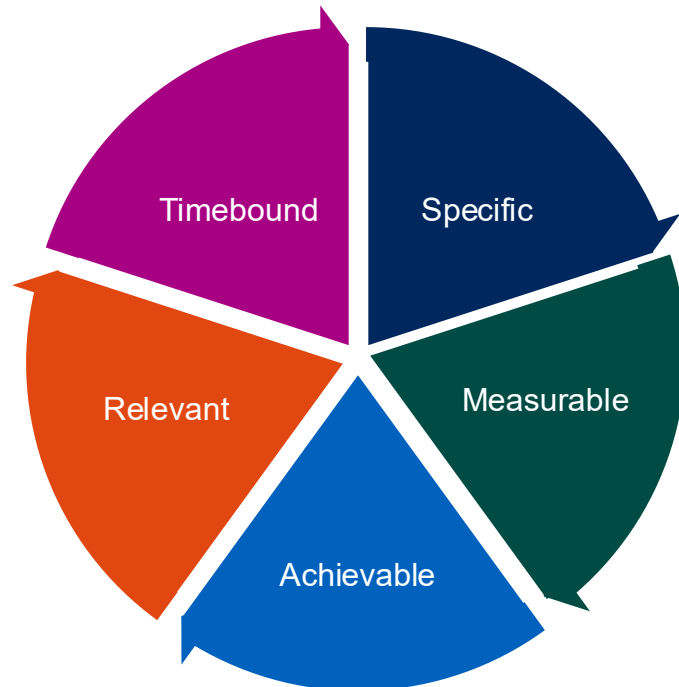 Specific
Measurable
Achievable
Relevant
Timebound